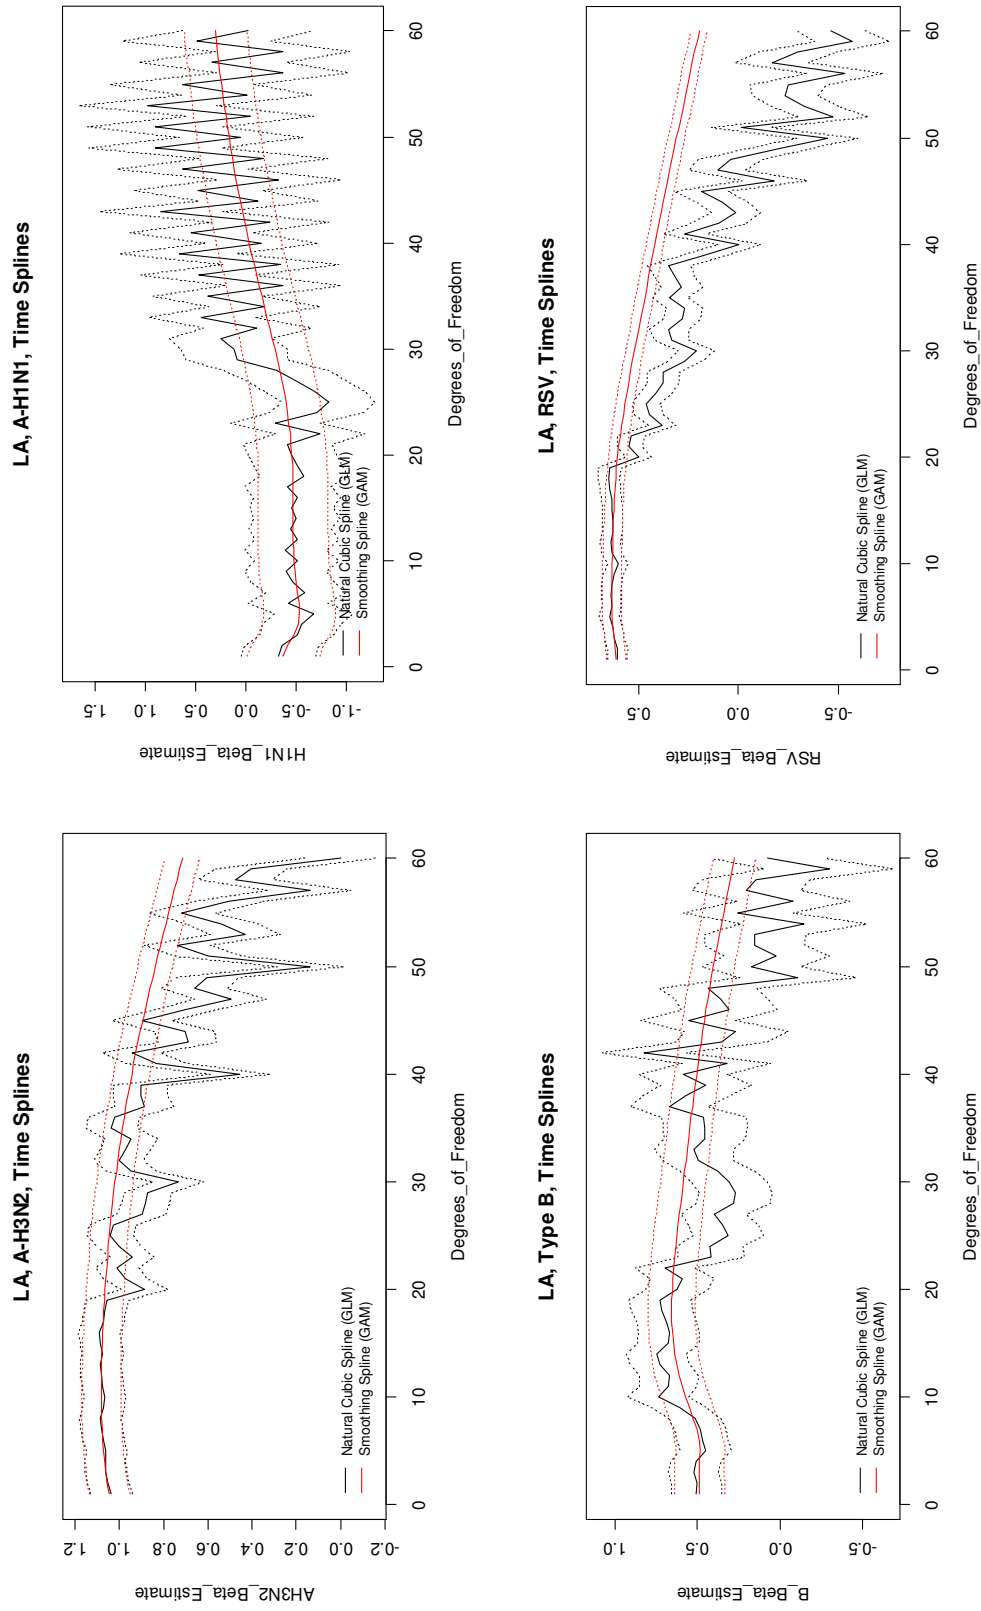 LA, A-H3N2, Time Splines
AH3N2_Beta_Estimate
1.2
1.0
0.8
0.6
0.4
0.2
0.0
-0.2
0
10
20
30
40
50
60
Degrees_of_Freedom
Natural Cubic Spline (GLM)
Smoothing Spline (GAM)
LA, A-H1N1, Time Splines
H1N1_Beta_Estimate
1.5
1.0
0.5
0.0
-0.5
-1.0
0
10
20
30
40
50
60
Degrees_of_Freedom
Natural Cubic Spline (GLM)
Smoothing Spline (GAM)
LA, Type B, Time Splines
B_Beta_Estimate
1.0
0.5
0.0
-0.5
0
10
20
30
40
50
60
Degrees_of_Freedom
Natural Cubic Spline (GLM)
Smoothing Spline (GAM)
LA, RSV, Time Splines
RSV_Beta_Estimate
0.5
0.0
-0.5
0
10
20
30
40
50
60
Degrees_of_Freedom
Natural Cubic Spline (GLM)
Smoothing Spline (GAM)